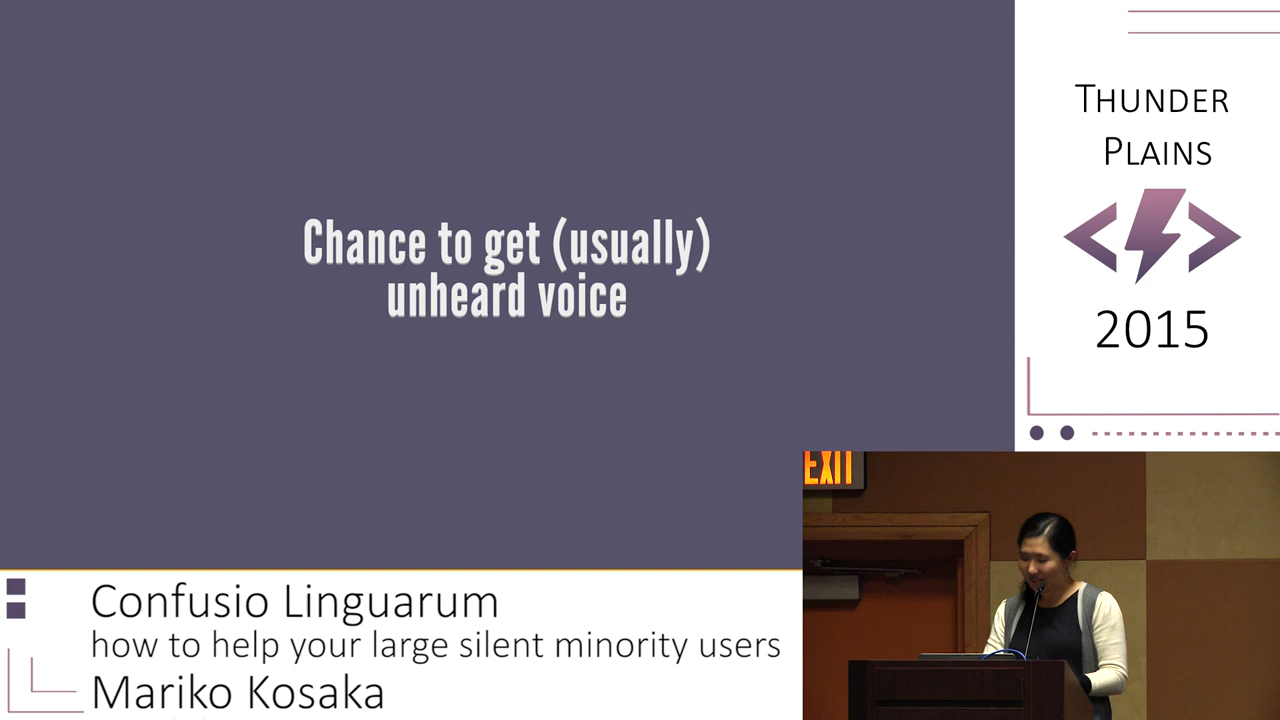 Chance to get (usually)
unheard voice
THUNDER
PLAINS
2015
EXIT
Confusio Linguarum
how to help your large silent minority users
Mariko Kosaka